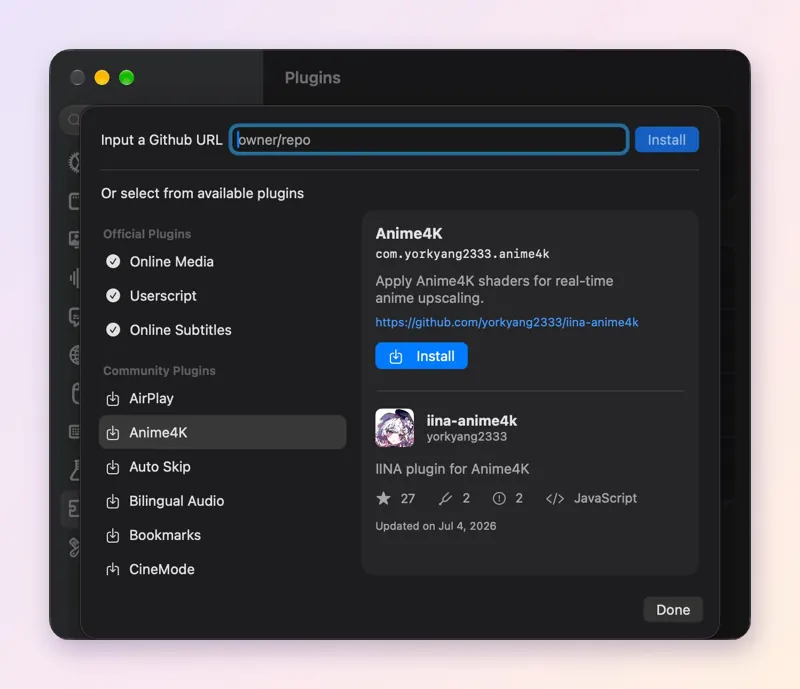 Plugins
Input a Github URL
owner/repo
Install
Or select from available plugins
Official Plugins
Online Media
Userscript
Online Subtitles
Community Plugins
AirPlay
Anime4K
Auto Skip
Bilingual Audio
Bookmarks
CineMode
Anime4K
com.yorkyang2333.anime4k
Apply Anime4K shaders for real-time
anime upscaling.
https://github.com/yorkyang2333/iina-anime4k
Install
iina-anime4k
yorkyang2333
IINA plugin for Anime4K
27
2
2
JavaScript
Updated on Jul 4, 2026
Done